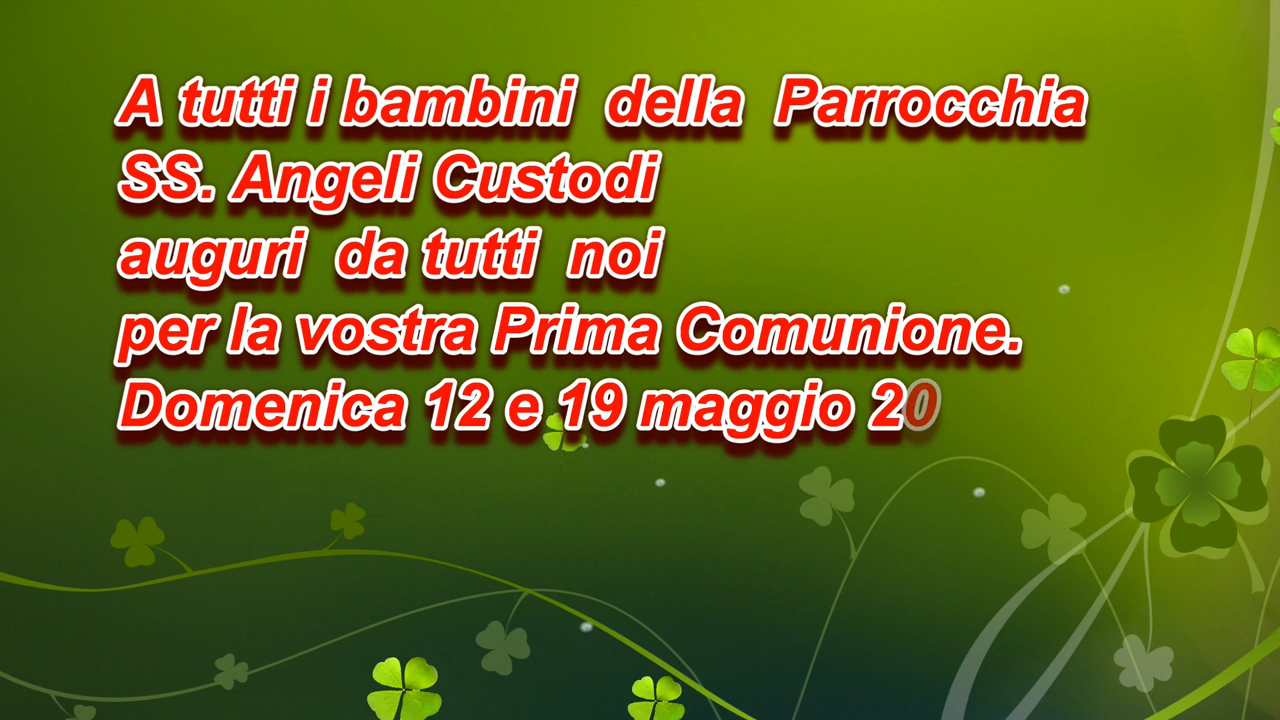 A tutti i bambini della Parrocchia
SS. Angeli Custodi
auguri da tutti noi
per la vostra Prima Comunione.
Domenica 12 e 19 maggio 20